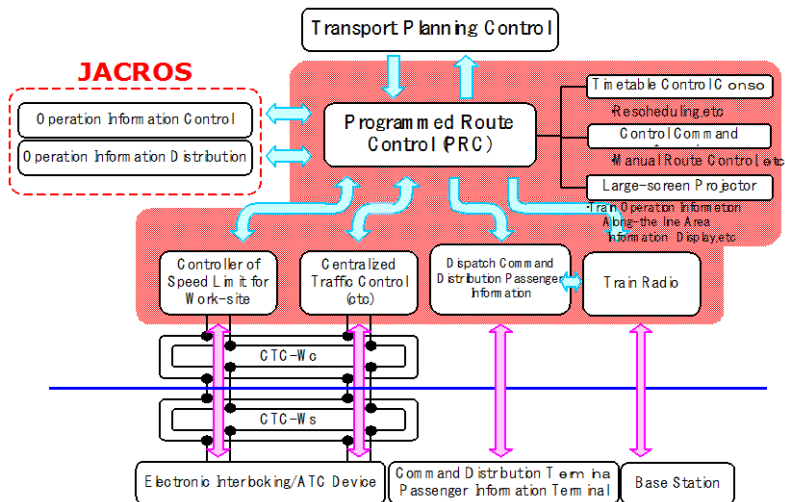 Transport Planning Control
JACROS
Operation Information Control
Operation Information Distribution
Programmed Route
Control (PRC)
Timetable Control Conso
·Rescheduling,etc
Control Command
·Manual Route Control etc
Large-screen Projector
·Train Operation Information
Along-the line Area
Information Display,etc
Controller of
Speed Limit for
Work-site
Centralized
Traffic Control
(ctc)
Dispatch Command
Distribution Passenger
Information
Train Radio
CTC-Wc
CTC-Ws
Electronic Interlocking/ATC Device
Command Distribution Termina
Passenger Information Terminal
Base Station